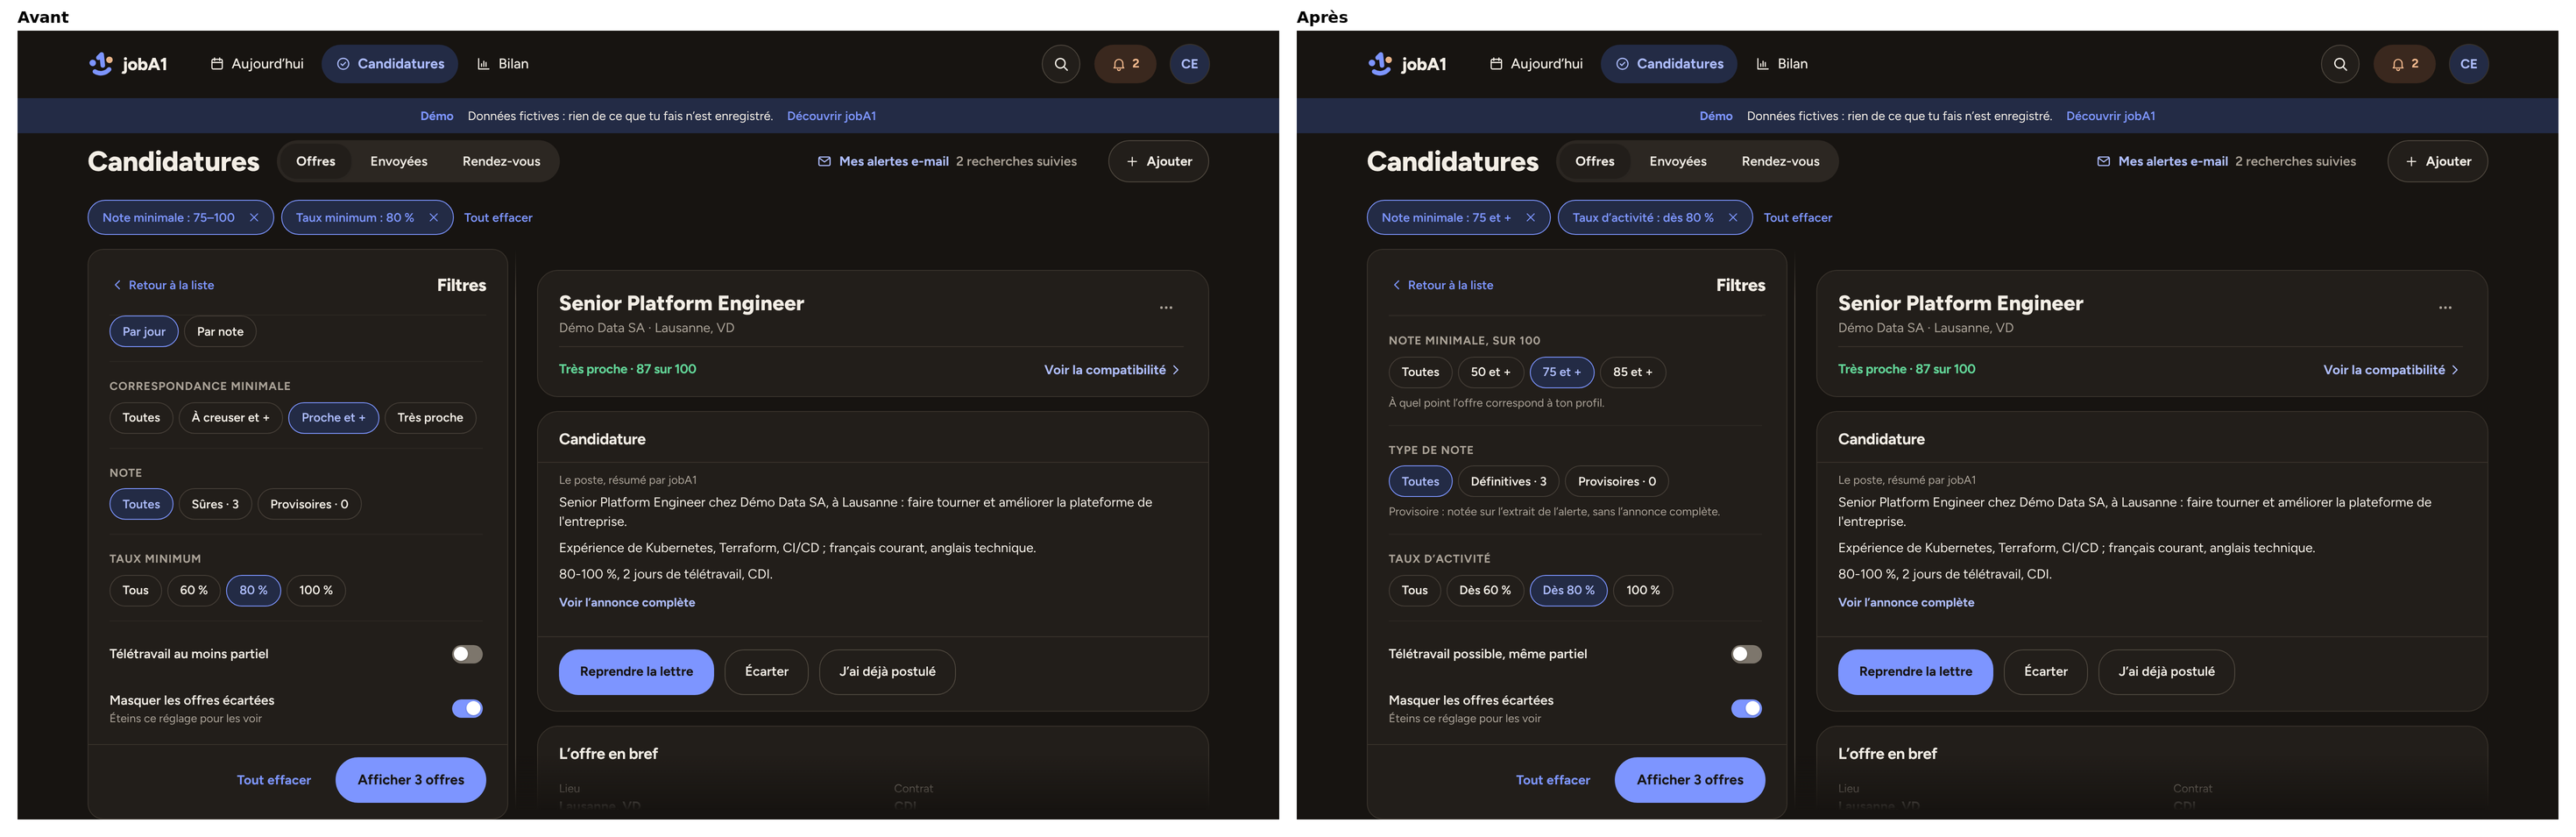 Avant
jobA1
Aujourd’hui
Candidatures
Bilan
2
CE
Démo Données fictives : rien de ce que tu fais n’est enregistré. Découvrir jobA1
Candidatures
Offres
Envoyées
Rendez-vous
Mes alertes e-mail 2 recherches suivies
+ Ajouter
Note minimale : 75–100 ×
Taux minimum : 80 % ×
Tout effacer
Retour à la liste
Filtres
Par jour
Par note
CORRESPONDANCE MINIMALE
Toutes
À creuser et +
Proche et +
Très proche
NOTE
Toutes
Sûres · 3
Provisoires · 0
TAUX MINIMUM
Tous
60 %
80 %
100 %
Télétravail au moins partiel
Masquer les offres écartées
Éteins ce réglage pour les voir
Tout effacer
Afficher 3 offres
Senior Platform Engineer
...
Démo Data SA · Lausanne, VD
Très proche · 87 sur 100
Voir la compatibilité
Candidature
Le poste, résumé par jobA1
Senior Platform Engineer chez Démo Data SA, à Lausanne : faire tourner et améliorer la plateforme de
l'entreprise.
Expérience de Kubernetes, Terraform, CI/CD ; français courant, anglais technique.
80-100 %, 2 jours de télétravail, CDI.
Voir l’annonce complète
Reprendre la lettre
Écarter
J’ai déjà postulé
L’offre en bref
Lieu
Contrat
Lausanne, VD
CDI
Après
jobA1
Aujourd’hui
Candidatures
Bilan
2
CE
Démo Données fictives : rien de ce que tu fais n’est enregistré. Découvrir jobA1
Candidatures
Offres
Envoyées
Rendez-vous
Mes alertes e-mail 2 recherches suivies
+ Ajouter
Note minimale : 75 et + ×
Taux d’activité : dès 80 % ×
Tout effacer
Retour à la liste
Filtres
NOTE MINIMALE, SUR 100
Toutes
50 et +
75 et +
85 et +
À quel point l’offre correspond à ton profil.
TYPE DE NOTE
Toutes
Définitives · 3
Provisoires · 0
Provisoire : notée sur l’extrait de l’alerte, sans l’annonce complète.
TAUX D’ACTIVITÉ
Tous
Dès 60 %
Dès 80 %
100 %
Télétravail possible, même partiel
Masquer les offres écartées
Éteins ce réglage pour les voir
Tout effacer
Afficher 3 offres
Senior Platform Engineer
...
Démo Data SA · Lausanne, VD
Très proche · 87 sur 100
Voir la compatibilité
Candidature
Le poste, résumé par jobA1
Senior Platform Engineer chez Démo Data SA, à Lausanne : faire tourner et améliorer la plateforme de
l'entreprise.
Expérience de Kubernetes, Terraform, CI/CD ; français courant, anglais technique.
80-100 %, 2 jours de télétravail, CDI.
Voir l’annonce complète
Reprendre la lettre
Écarter
J’ai déjà postulé
L’offre en bref
Lieu
Contrat
Lausanne, VD
CDI